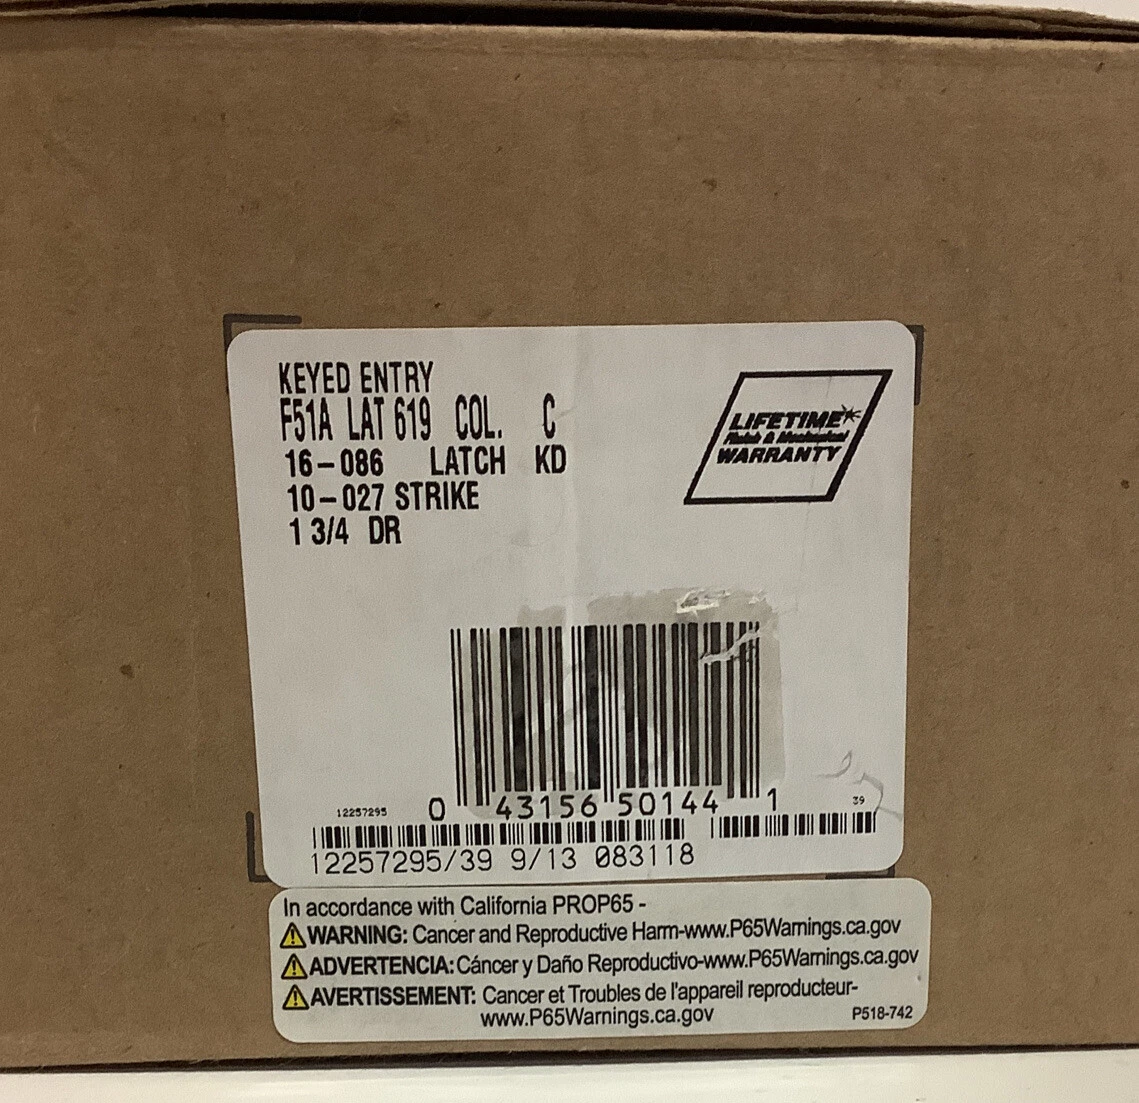 KEYED ENTRY
F51A LAT 619 COL. C
16-086 LATCH KD
10-027 STRIKE
1 3/4 DR
LIFETIME
Finish & Mechanical
WARRANTY
12257295
0 43156 50144 1
39
12257295/39 9/13 083118
In accordance with California PROP65 -
WARNING: Cancer and Reproductive Harm-www.P65Warnings.ca.gov
ADVERTENCIA: Cáncer y Daño Reproductivo-www.P65Warnings.ca.gov
AVERTISSEMENT: Cancer et Troubles de l'appareil reproducteur-
www.P65Warnings.ca.gov
P518-742